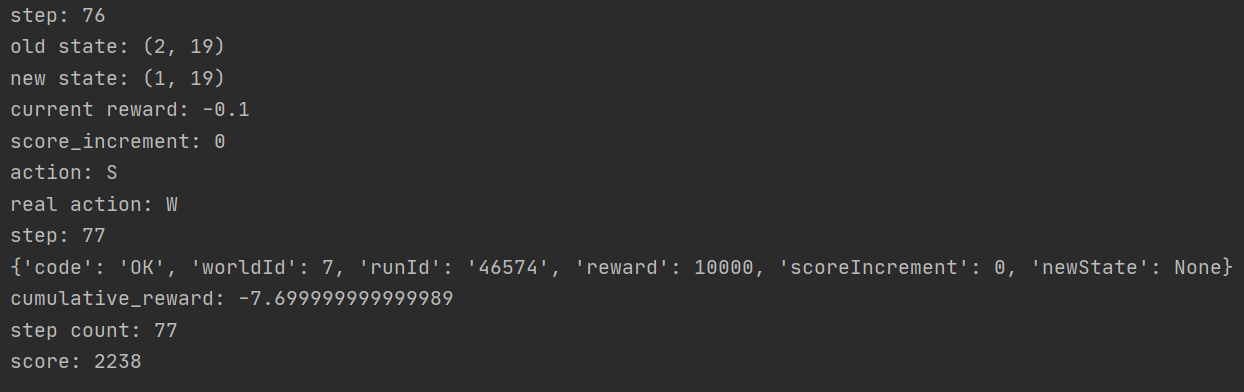 step: 76
old state: (2, 19)
new state: (1, 19)
current reward: -0.1
score_increment: 0
action: S
real action: W
step: 77
{'code': 'OK', 'worldId': 7, 'runId': '46574', 'reward': 10000, 'scoreIncrement': 0, 'newState': None}
cumulative_reward: -7.699999999999989
step count: 77
score: 2238